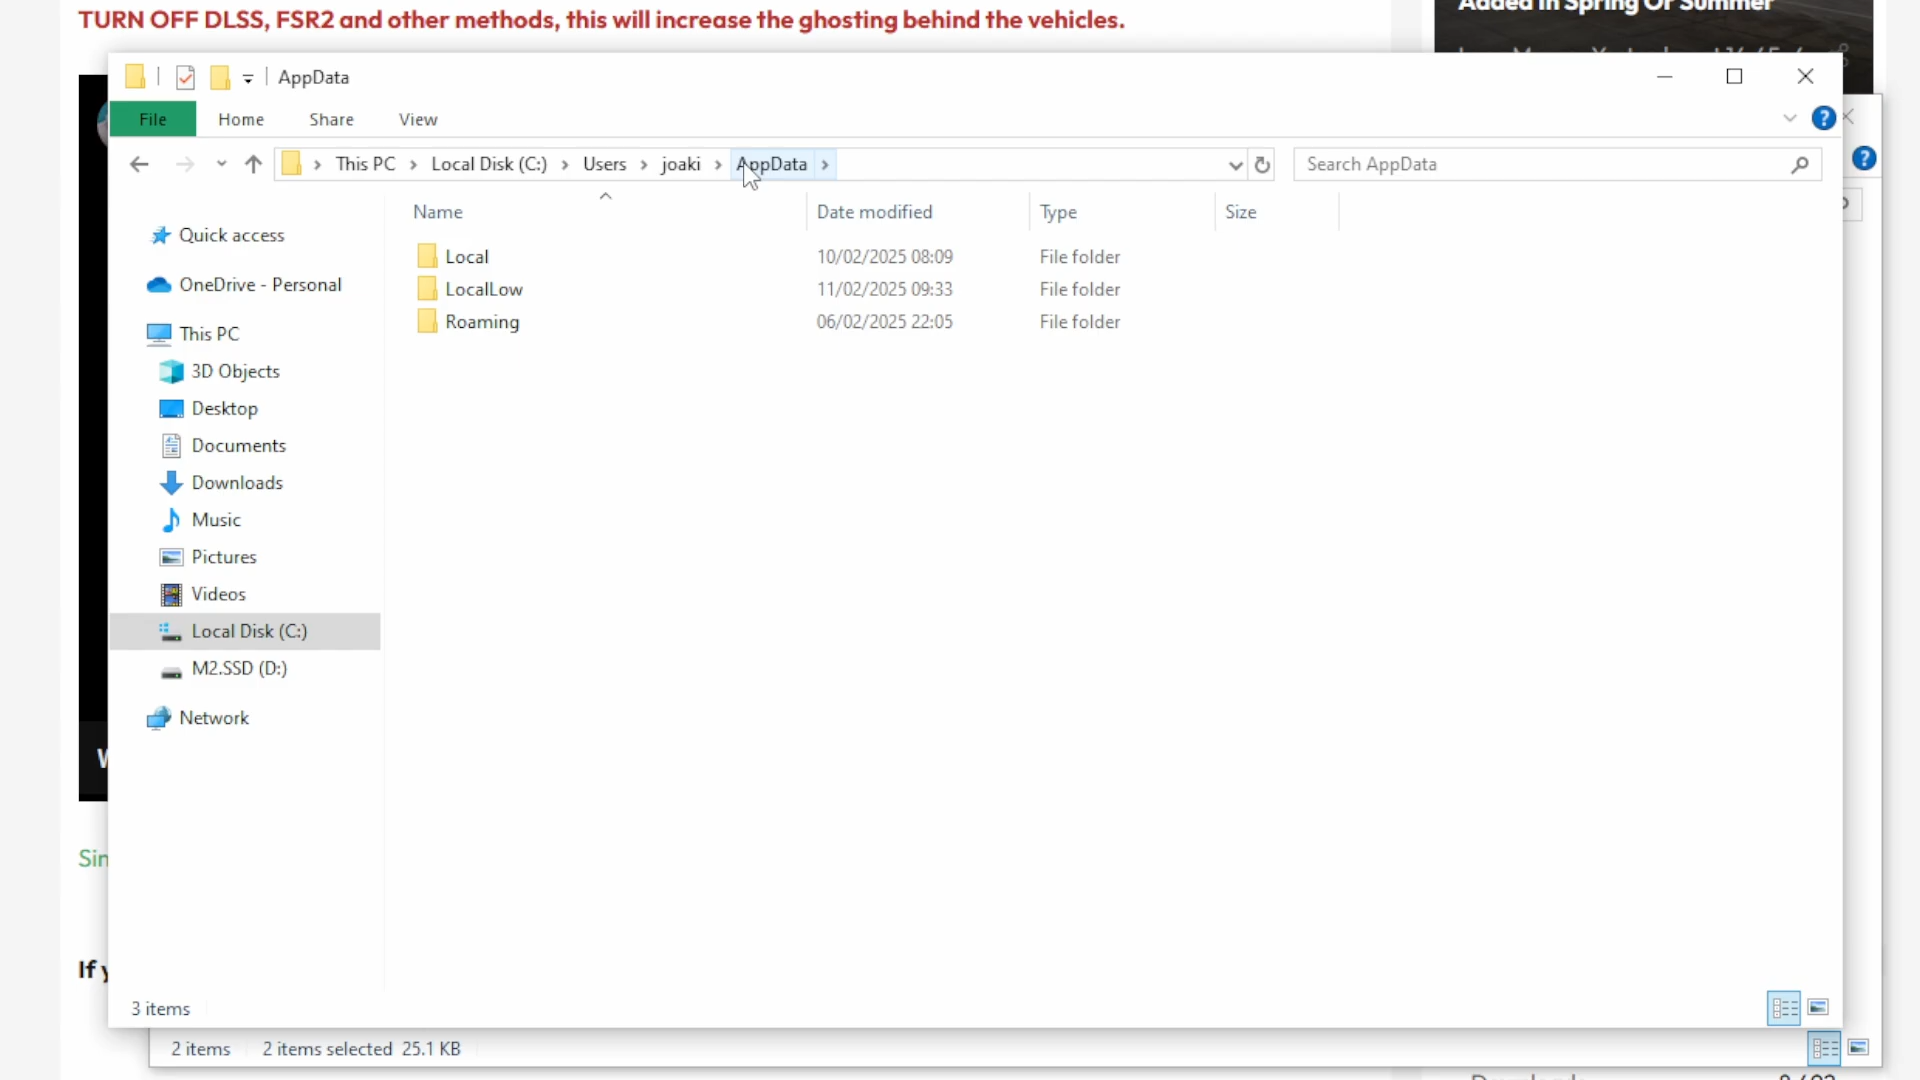 TURN OFF DLSS, FSR2 and other methods, this will increase the ghosting behind the vehicles.
Added In Spring Or Summer
AppData
File Home Share View
This PC > Local Disk (C:) > Users > joaki > AppData >
Search AppData
Name Date modified Type Size
Quick access
OneDrive - Personal
This PC
3D Objects
Desktop
Documents
Downloads
Music
Pictures
Videos
Local Disk (C:)
M2.SSD (D:)
Network
Local 10/02/2025 08:09 File folder
LocalLow 11/02/2025 09:33 File folder
Roaming 06/02/2025 22:05 File folder
Sin
If y
3 items
2 items 2 items selected 25.1 KB